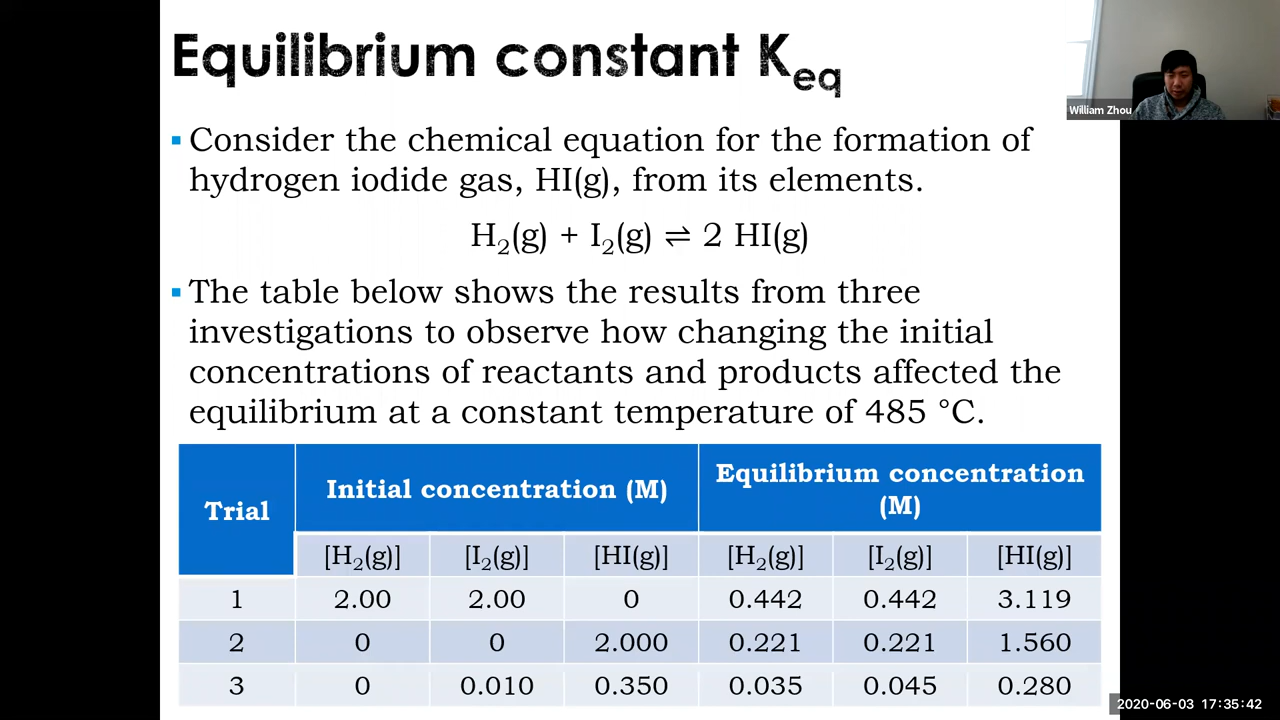 Equilibrium constant Keq
William Zhou
▪ Consider the chemical equation for the formation of
hydrogen iodide gas, HI(g), from its elements.
H₂(g) + I₂(g) ⇌ 2 HI(g)
▪ The table below shows the results from three
investigations to observe how changing the initial
concentrations of reactants and products affected the
equilibrium at a constant temperature of 485 °C.
Trial Initial concentration (M) Equilibrium concentration
(M)
[H₂(g)] [I₂(g)] [HI(g)] [H₂(g)] [I₂(g)] [HI(g)]
1 2.00 2.00 0 0.442 0.442 3.119
2 0 0 2.000 0.221 0.221 1.560
3 0 0.010 0.350 0.035 0.045 0.280
2020-06-03 17:35:42